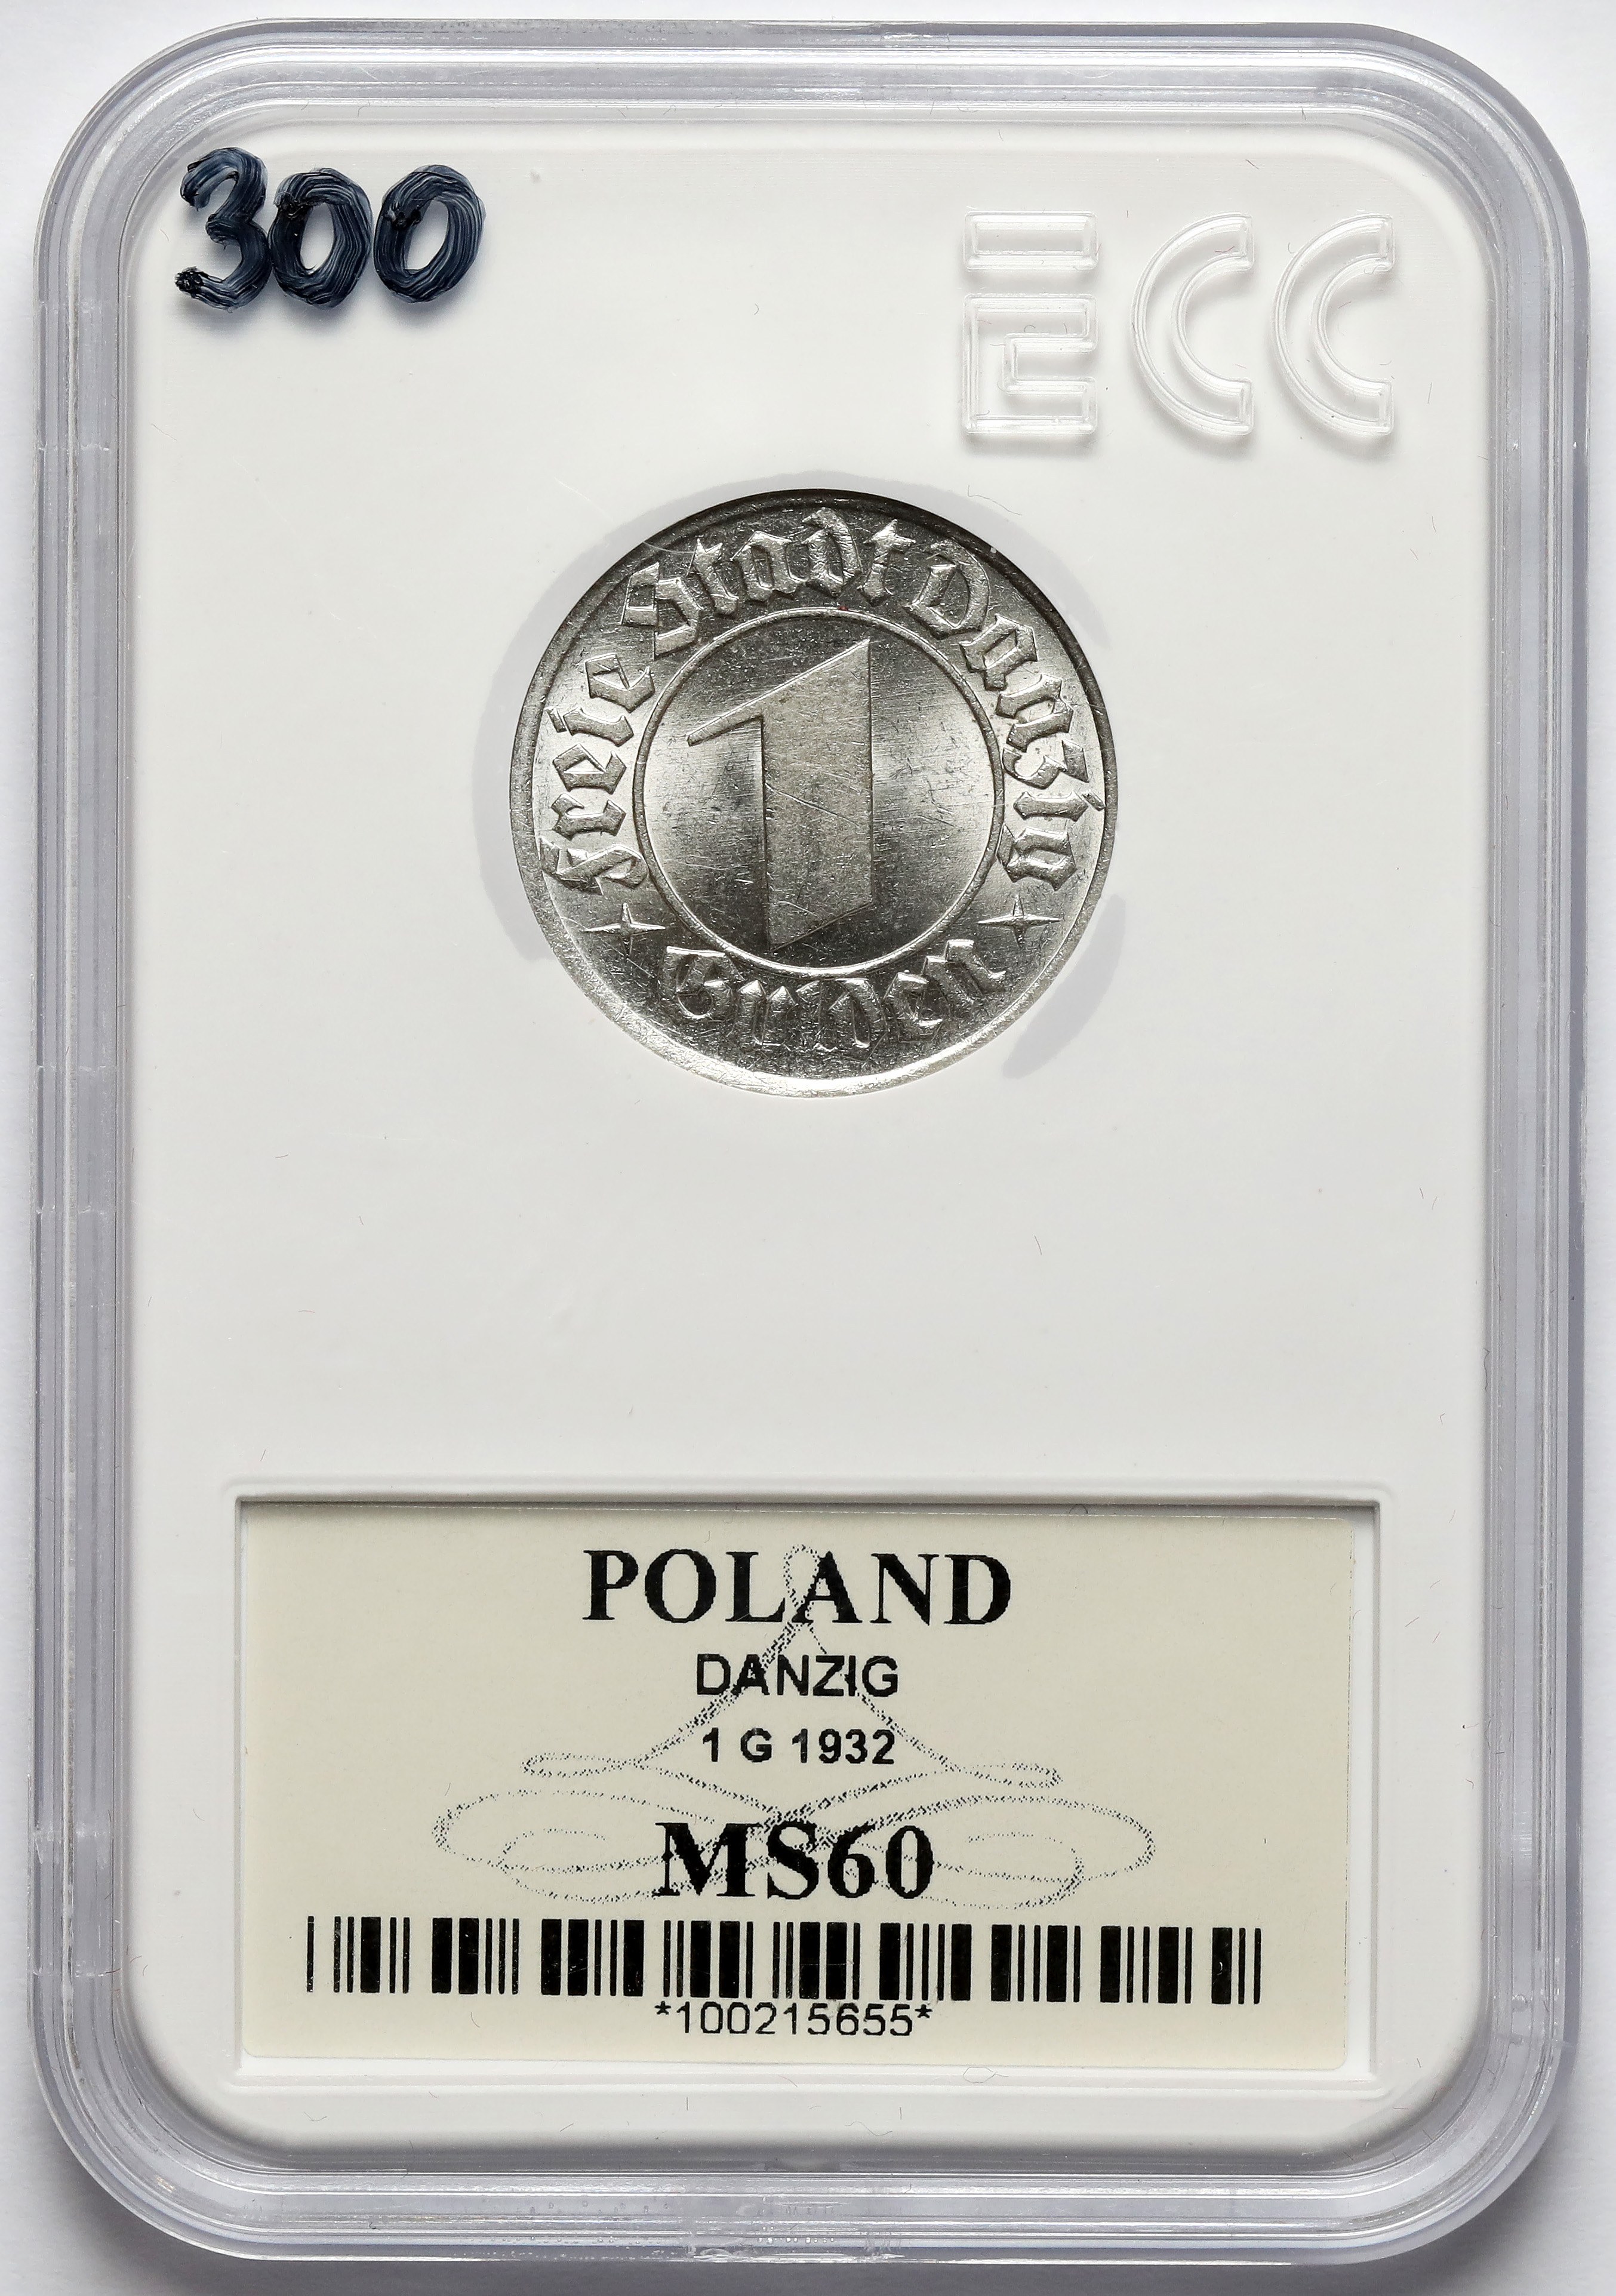 300
ECC
Freie Stadt Danzig
1
Gulden
POLAND
DANZIG
1 G 1932
MS60
*100215655*